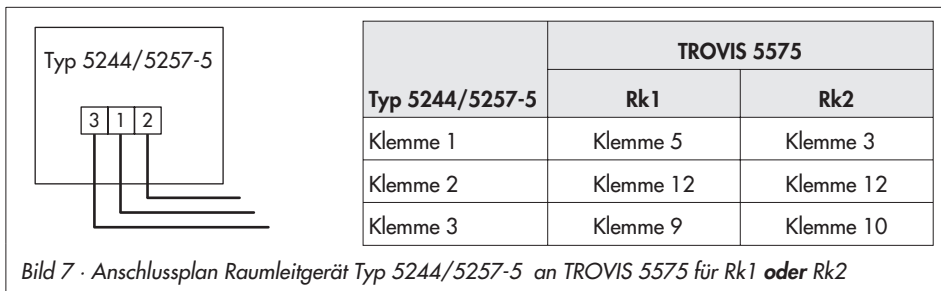 Typ 5244/5257-5
3 1 2
TROVIS 5575
Typ 5244/5257-5 Rk1 Rk2
Klemme 1 Klemme 5 Klemme 3
Klemme 2 Klemme 12 Klemme 12
Klemme 3 Klemme 9 Klemme 10
Bild 7 · Anschlussplan Raumleitgerät Typ 5244/5257-5 an TROVIS 5575 für Rk1 oder Rk2